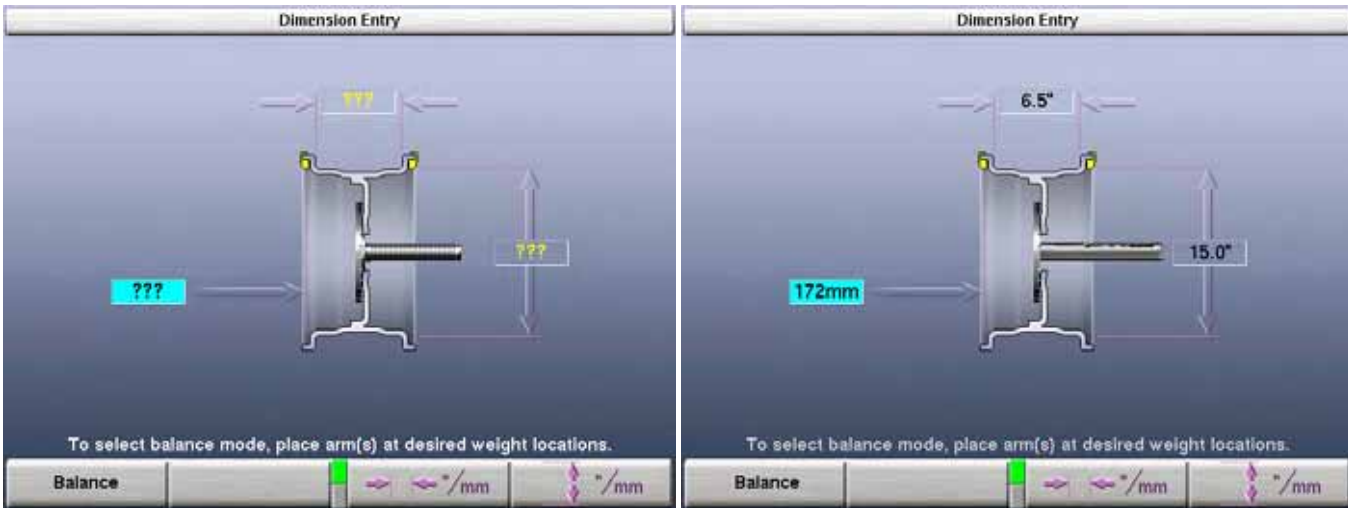 Dimension Entry
???
???
???
To select balance mode, place arm(s) at desired weight locations.
Balance
"/mm
"/mm
Dimension Entry
6.5"
15.0"
172mm
To select balance mode, place arm(s) at desired weight locations.
Balance
"/mm
"/mm